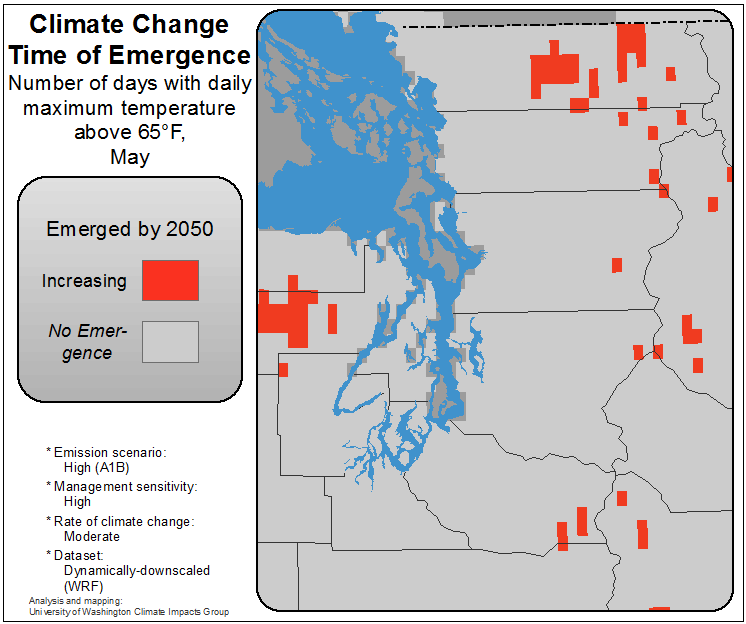 Climate Change
Time of Emergence
Number of days with daily
maximum temperature
above 65°F,
May
Emerged by 2050
Increasing
No Emer-
gence
* Emission scenario:
High (A1B)
* Management sensitivity:
High
* Rate of climate change:
Moderate
* Dataset:
Dynamically-downscaled
(WRF)
Analysis and mapping:
University of Washington Climate Impacts Group